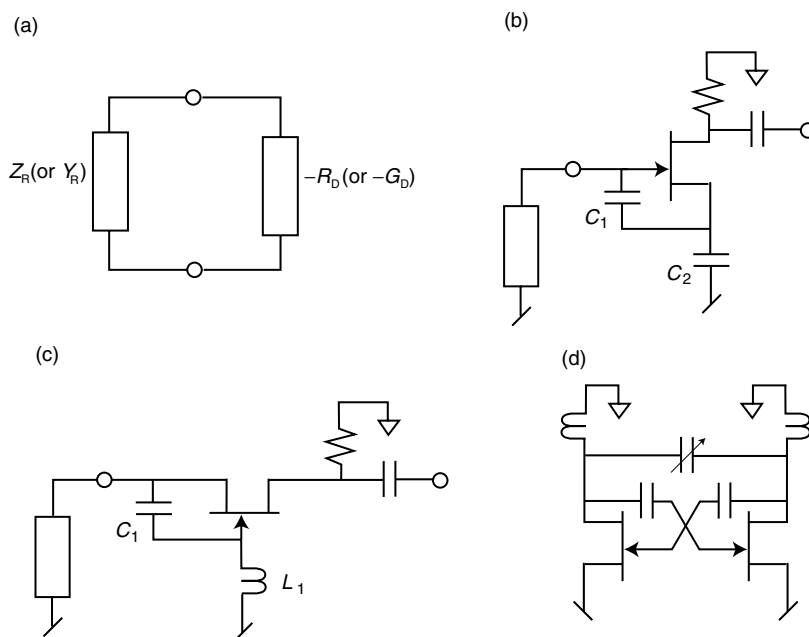 (a)
Z_R(or Y_R)
–R_D(or –G_D)
(b)
C_1
C_2
(c)
C_1
L_1
(d)